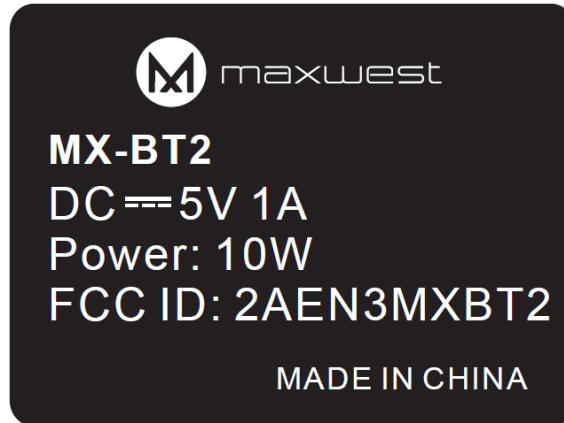 maxwest
MX-BT2
DC⎓5V 1A
Power: 10W
FCC ID: 2AEN3MXBT2
MADE IN CHINA